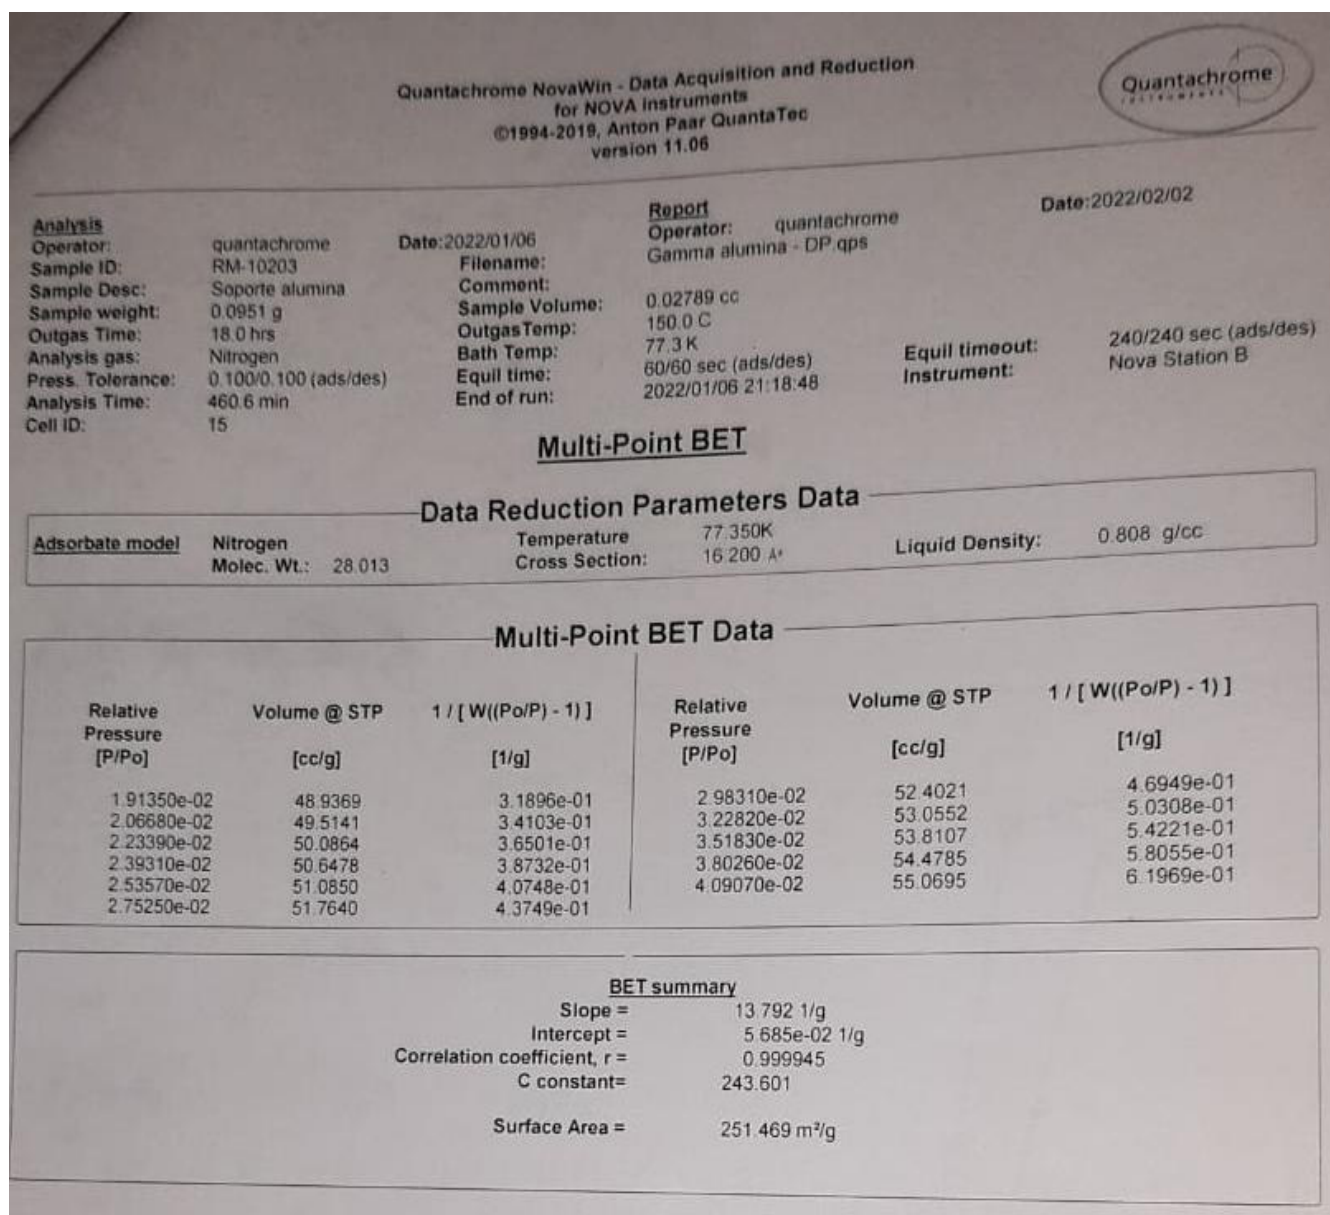 Quantachrome NovaWin - Data Acquisition and Reduction
for NOVA instruments
©1994-2019, Anton Paar QuantaTec
version 11.06
Quantachrome
INSTRUMENTS
Analysis
Report
Operator: quantachrome Date:2022/01/06 Operator: quantachrome Date:2022/02/02
Sample ID: RM-10203 Filename: Gamma alumina - DP.qps
Sample Desc: Soporte alumina Comment:
Sample weight: 0.0951 g Sample Volume: 0.02789 cc
Outgas Time: 18.0 hrs OutgasTemp: 150.0 C
Analysis gas: Nitrogen Bath Temp: 77.3 K
Press. Tolerance: 0.100/0.100 (ads/des) Equil time: 60/60 sec (ads/des) Equil timeout: 240/240 sec (ads/des)
Analysis Time: 460.6 min End of run: 2022/01/06 21:18:48 Instrument: Nova Station B
Cell ID: 15
Multi-Point BET
Data Reduction Parameters Data
Adsorbate model Nitrogen Temperature 77.350K
Molec. Wt.: 28.013 Cross Section: 16.200 Å² Liquid Density: 0.808 g/cc
Multi-Point BET Data
Relative Volume @ STP 1 / [ W((Po/P) - 1) ] Relative Volume @ STP 1 / [ W((Po/P) - 1) ]
Pressure Pressure
[P/Po] [cc/g] [1/g] [P/Po] [cc/g] [1/g]
1.91350e-02 48.9369 3.1896e-01 2.98310e-02 52.4021 4.6949e-01
2.06680e-02 49.5141 3.4103e-01 3.22820e-02 53.0552 5.0308e-01
2.23390e-02 50.0864 3.6501e-01 3.51830e-02 53.8107 5.4221e-01
2.39310e-02 50.6478 3.8732e-01 3.80260e-02 54.4785 5.8055e-01
2.53570e-02 51.0850 4.0748e-01 4.09070e-02 55.0695 6.1969e-01
2.75250e-02 51.7640 4.3749e-01
BET summary
Slope = 13.792 1/g
Intercept = 5.685e-02 1/g
Correlation coefficient, r = 0.999945
C constant= 243.601
Surface Area = 251.469 m²/g